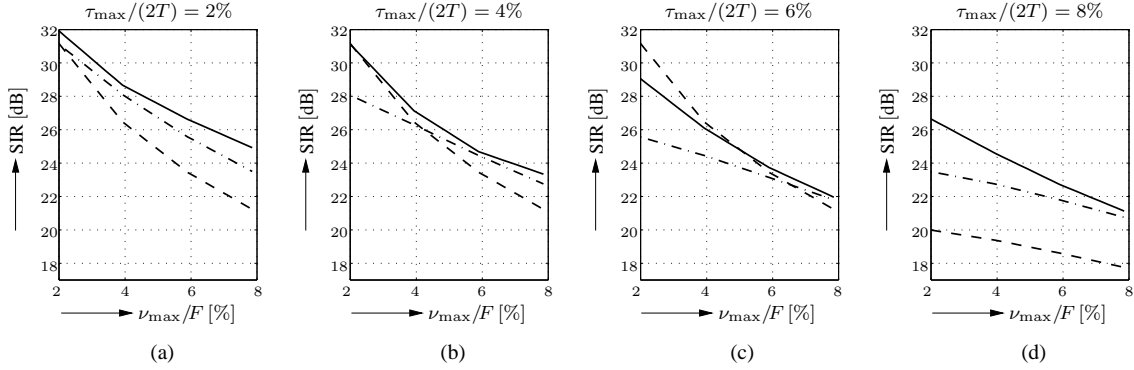 τmax/(2T) = 2%
32
30
28
26
24
22
20
18
2 4 6 8
SIR [dB]
νmax/F [%]
(a)
τmax/(2T) = 4%
32
30
28
26
24
22
20
18
2 4 6 8
SIR [dB]
νmax/F [%]
(b)
τmax/(2T) = 6%
32
30
28
26
24
22
20
18
2 4 6 8
SIR [dB]
νmax/F [%]
(c)
τmax/(2T) = 8%
32
30
28
26
24
22
20
18
2 4 6 8
SIR [dB]
νmax/F [%]
(d)